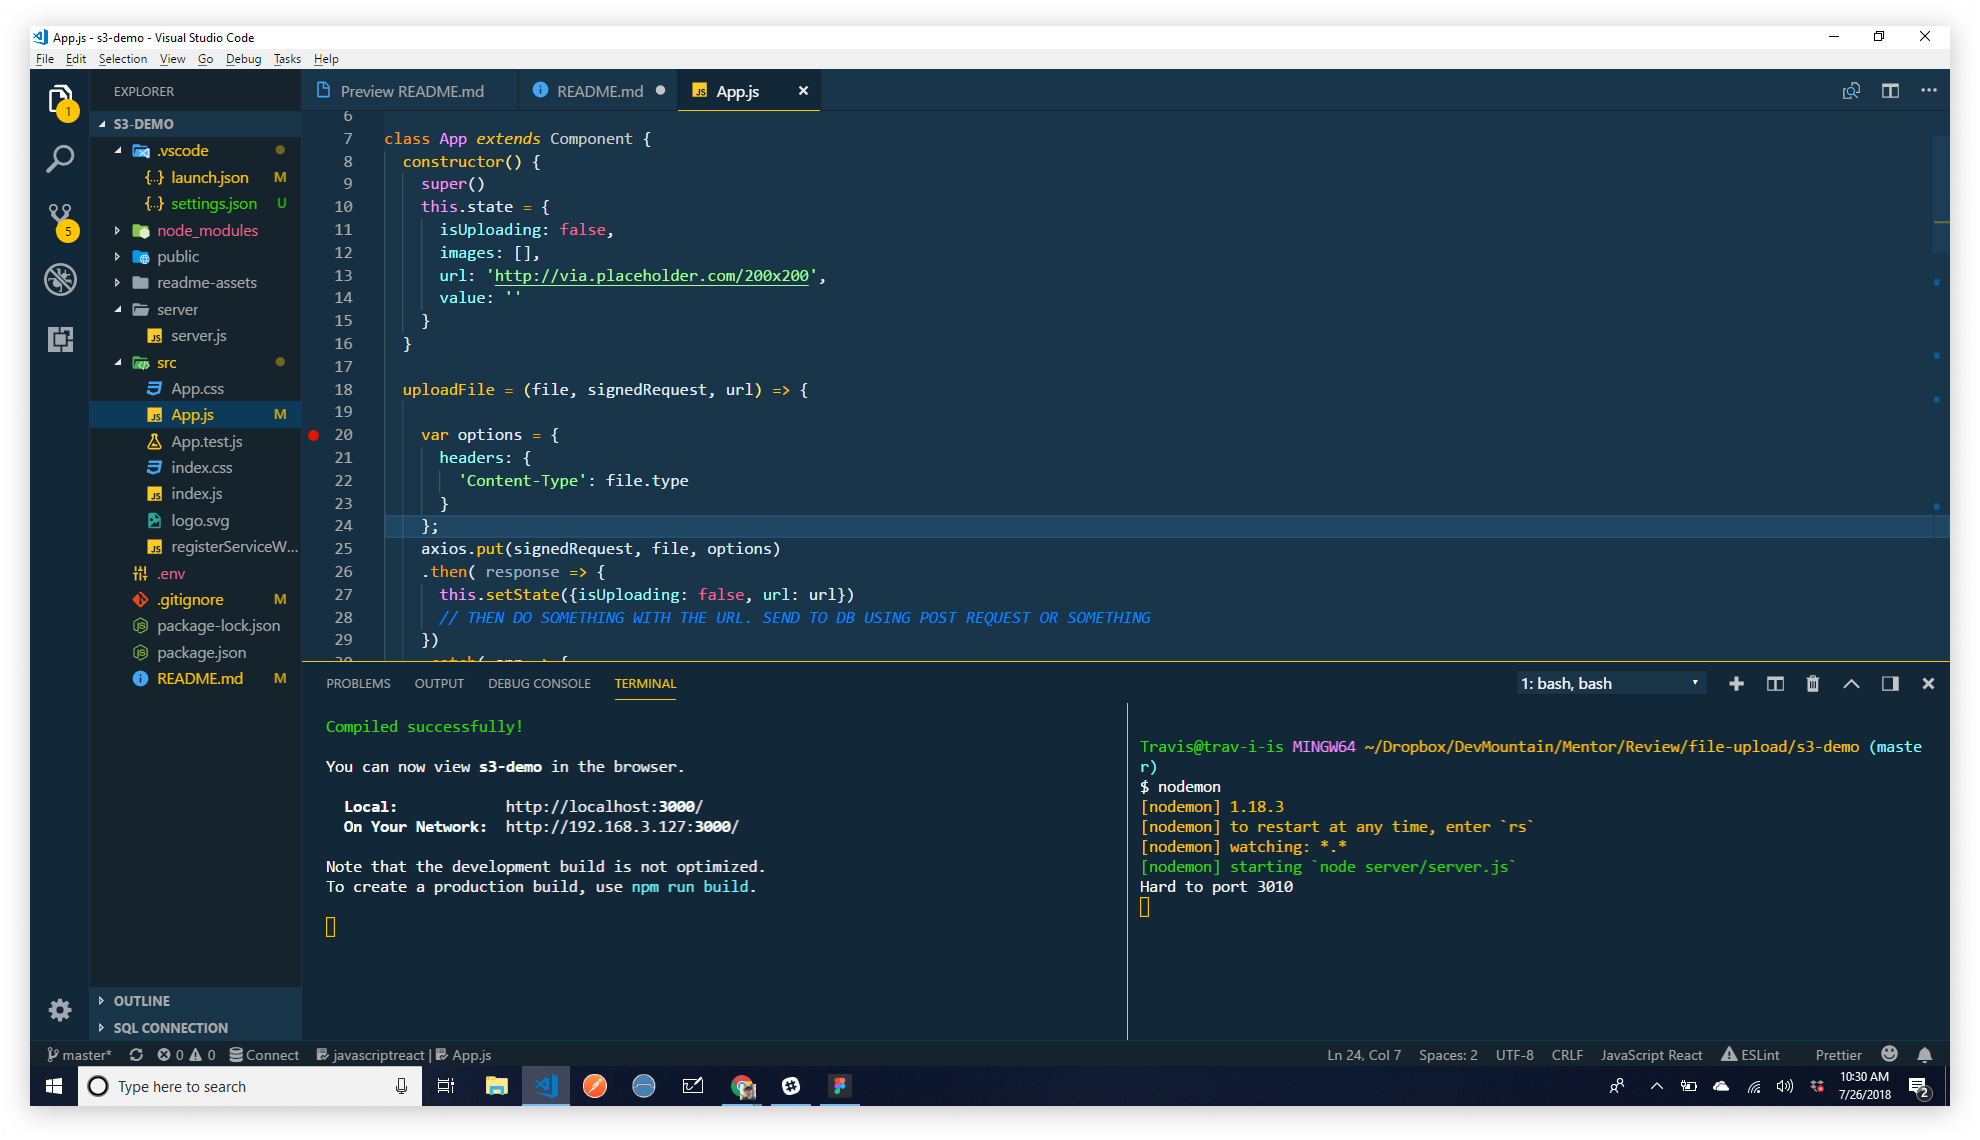 App.js - s3-demo - Visual Studio Code
File Edit Selection View Go Debug Tasks Help
1
5
EXPLORER
S3-DEMO
.vscode
{..} launch.json M
{..} settings.json U
node_modules
public
readme-assets
server
JS server.js
src
App.css
JS App.js M
App.test.js
index.css
JS index.js
logo.svg
JS registerServiceW...
.env
.gitignore M
package-lock.json
package.json
README.md M
OUTLINE
SQL CONNECTION
Preview README.md README.md JS App.js
6
7 class App extends Component {
8 constructor() {
9 super()
10 this.state = {
11 isUploading: false,
12 images: [],
13 url: 'http://via.placeholder.com/200x200',
14 value: ''
15 }
16 }
17
18 uploadFile = (file, signedRequest, url) => {
19
20 var options = {
21 headers: {
22 'Content-Type': file.type
23 }
24 };
25 axios.put(signedRequest, file, options)
26 .then( response => {
27 this.setState({isUploading: false, url: url})
28 // THEN DO SOMETHING WITH THE URL. SEND TO DB USING POST REQUEST OR SOMETHING
29 })
PROBLEMS OUTPUT DEBUG CONSOLE TERMINAL
1: bash, bash
Compiled successfully!
You can now view s3-demo in the browser.
Local: http://localhost:3000/
On Your Network: http://192.168.3.127:3000/
Note that the development build is not optimized.
To create a production build, use npm run build.
Travis@trav-i-is MINGW64 ~/Dropbox/DevMountain/Mentor/Review/file-upload/s3-demo (maste
r)
$ nodemon
[nodemon] 1.18.3
[nodemon] to restart at any time, enter `rs`
[nodemon] watching: *.*
[nodemon] starting `node server/server.js`
Hard to port 3010
master* 0 0 Connect javascriptreact | App.js
Ln 24, Col 7 Spaces: 2 UTF-8 CRLF JavaScript React ESLint Prettier
Type here to search
10:30 AM
7/26/2018
2